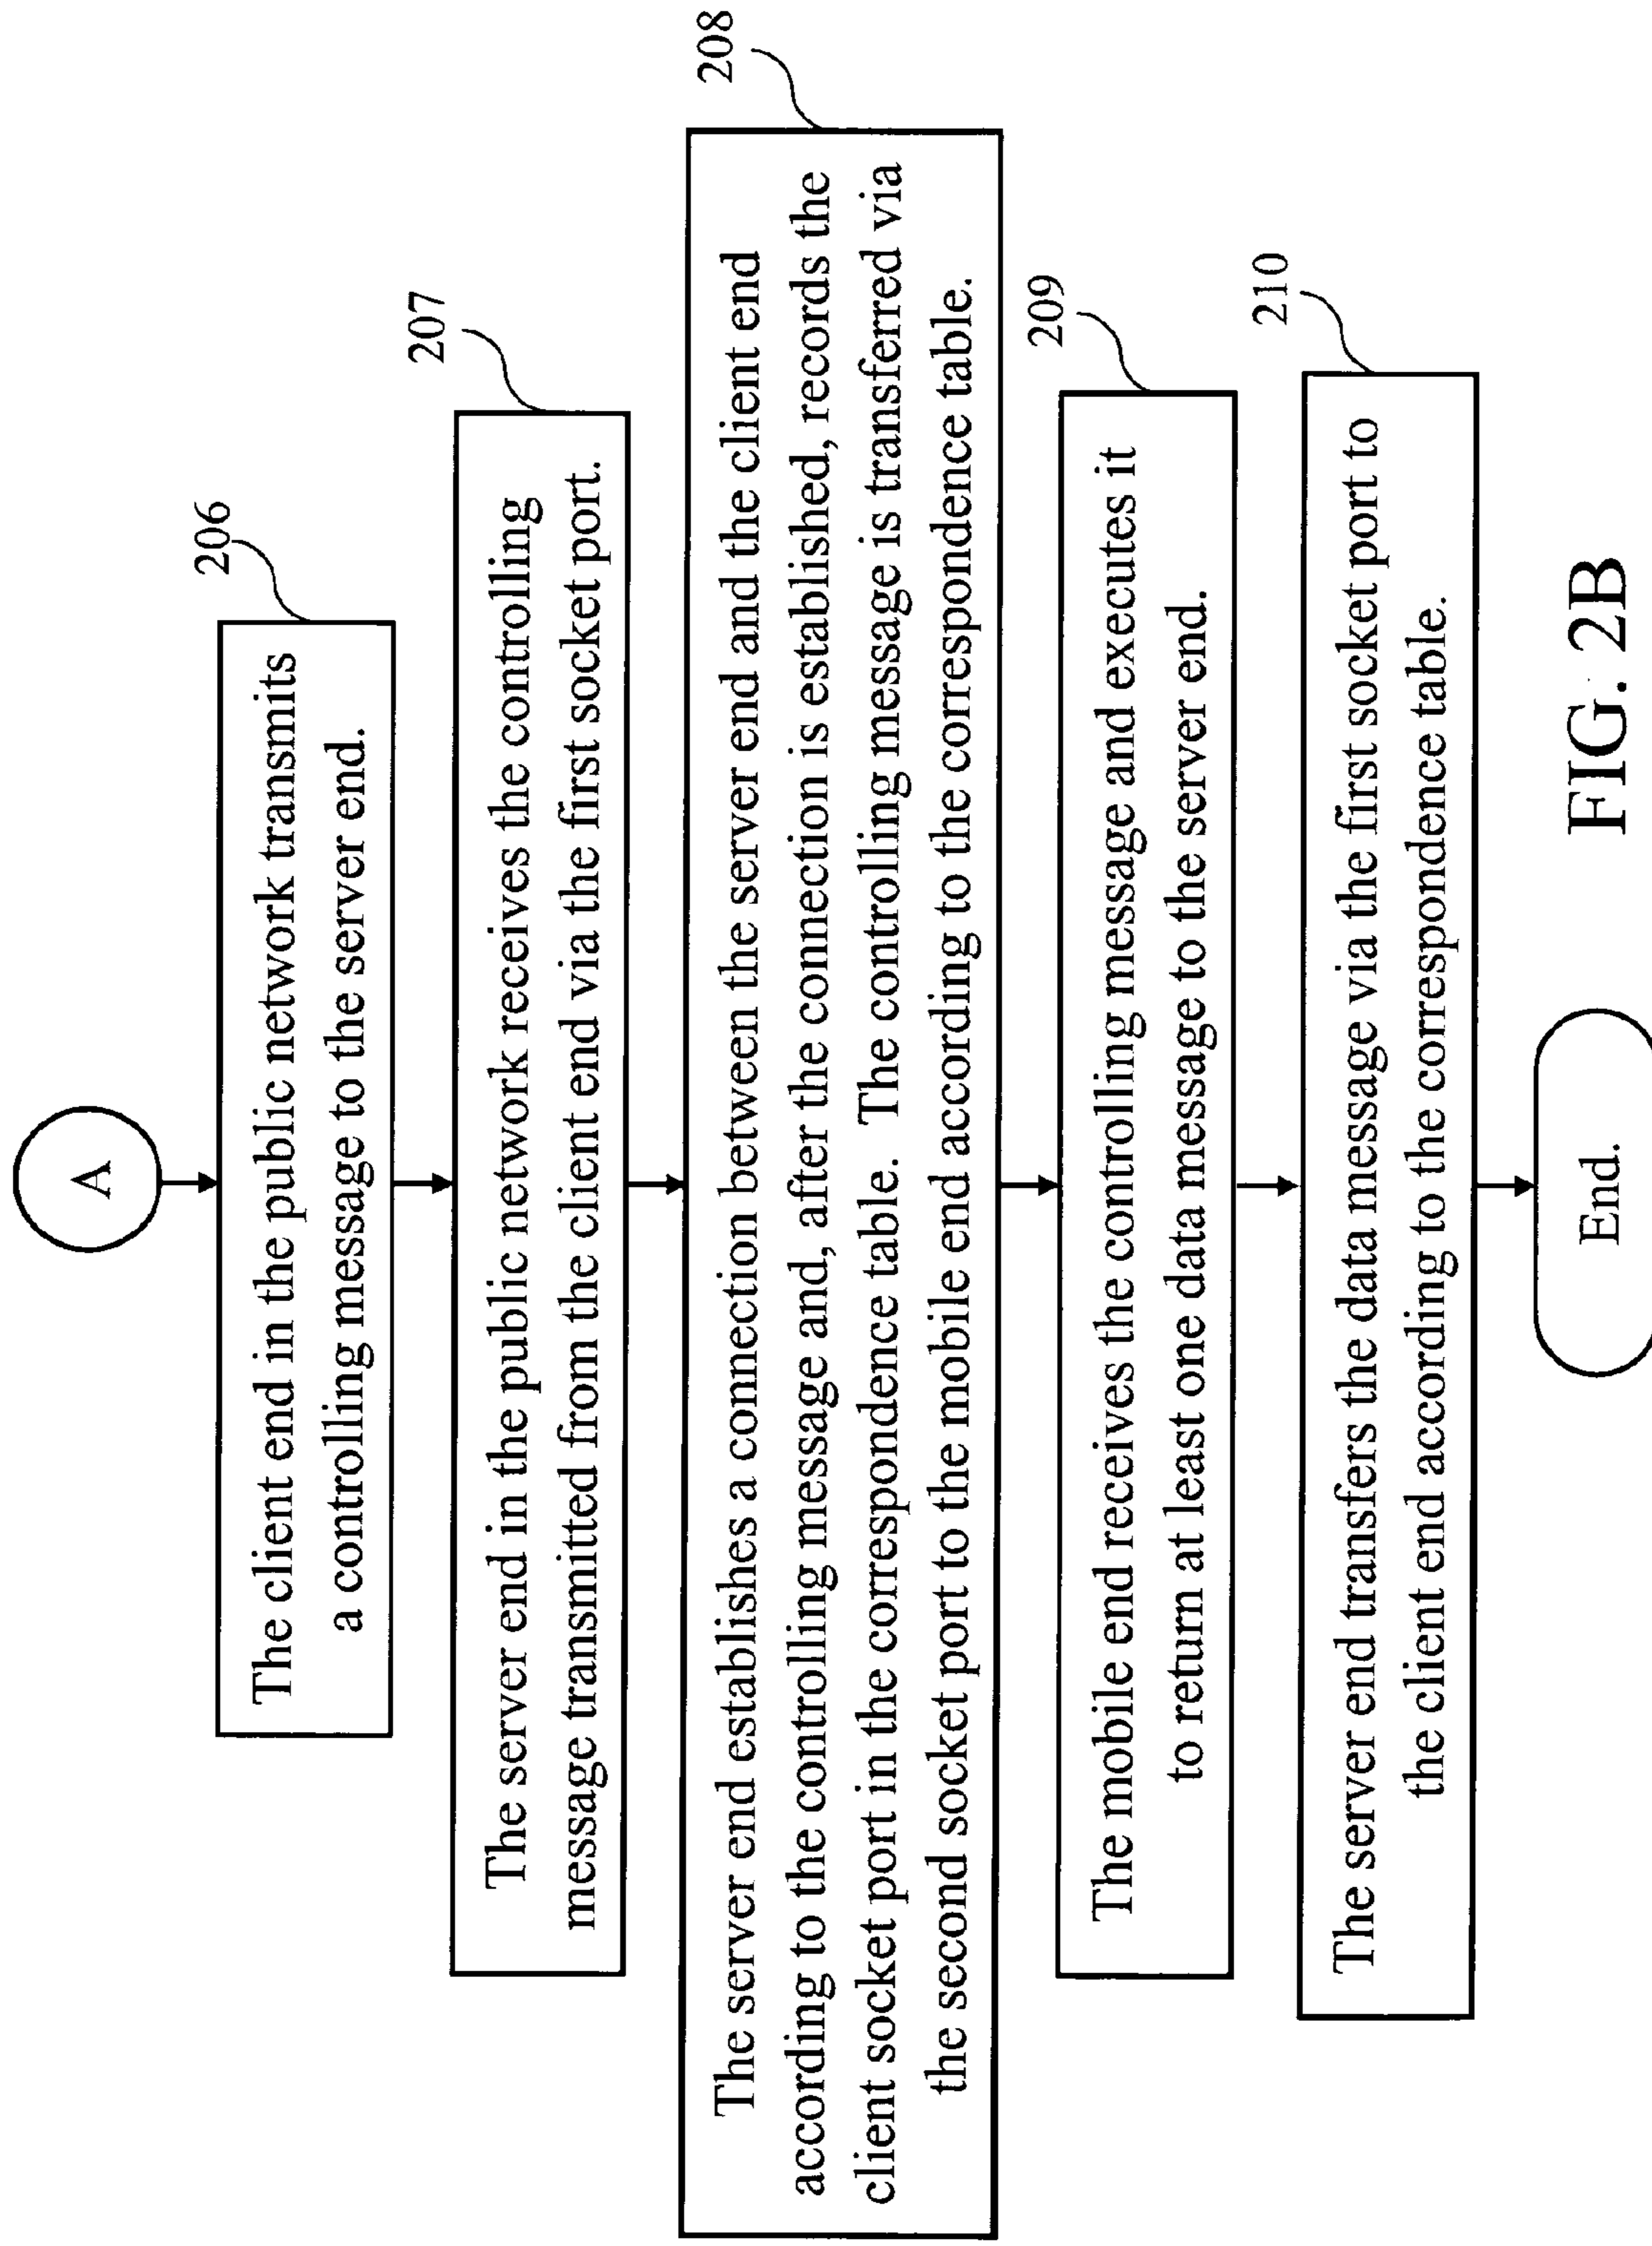 A
206
The client end in the public network transmits
a controlling message to the server end.
207
The server end in the public network receives the controlling
message transmitted from the client end via the first socket port.
208
The server end establishes a connection between the server end and the client end
according to the controlling message and, after the connection is established, records the
client socket port in the correspondence table. The controlling message is transferred via
the second socket port to the mobile end according to the correspondence table.
209
The mobile end receives the controlling message and executes it
to return at least one data message to the server end.
210
The server end transfers the data message via the first socket port to
the client end according to the correspondence table.
End.
FIG. 2B